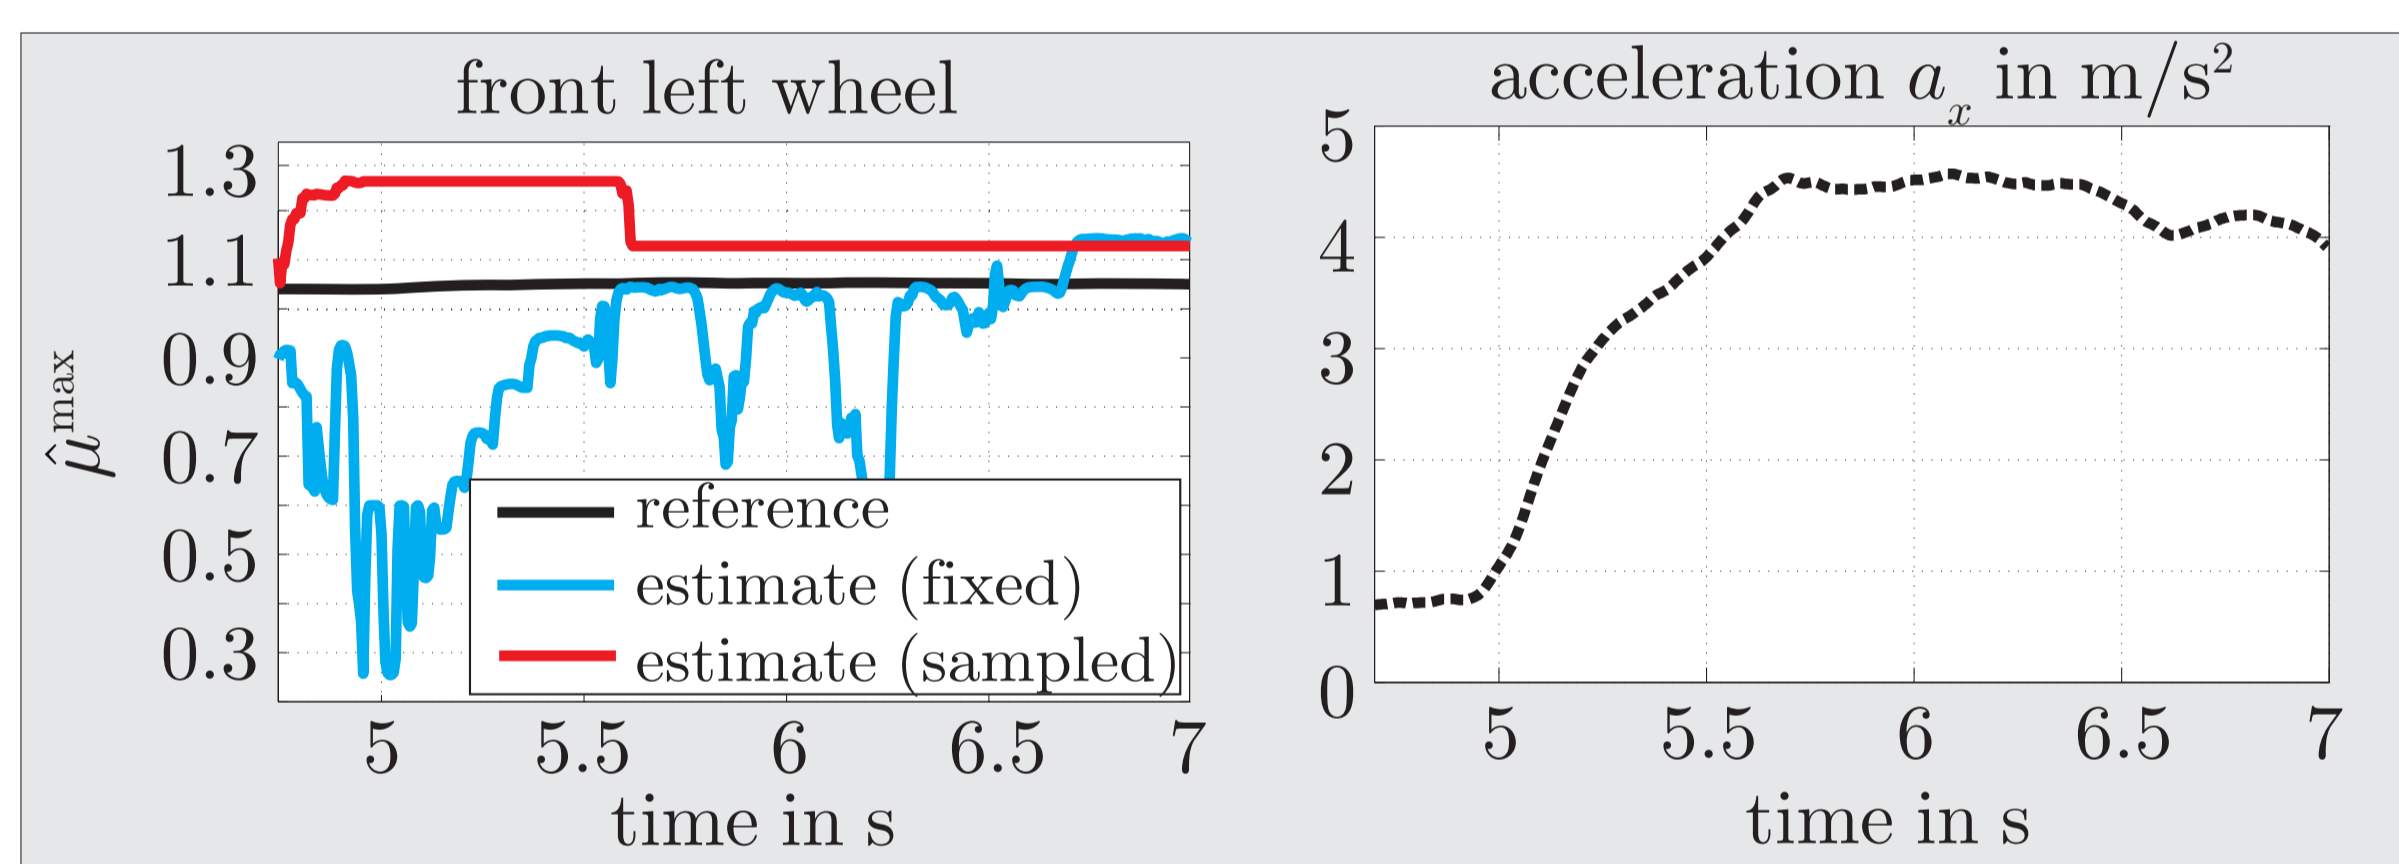 front left wheel
1.3
1.1
0.9
0.7
0.5
0.3
μ̂ᵐᵃˣ
reference
estimate (fixed)
estimate (sampled)
5 5.5 6 6.5 7
time in s
acceleration aₓ in m/s²
5
4
3
2
1
0
5 5.5 6 6.5 7
time in s